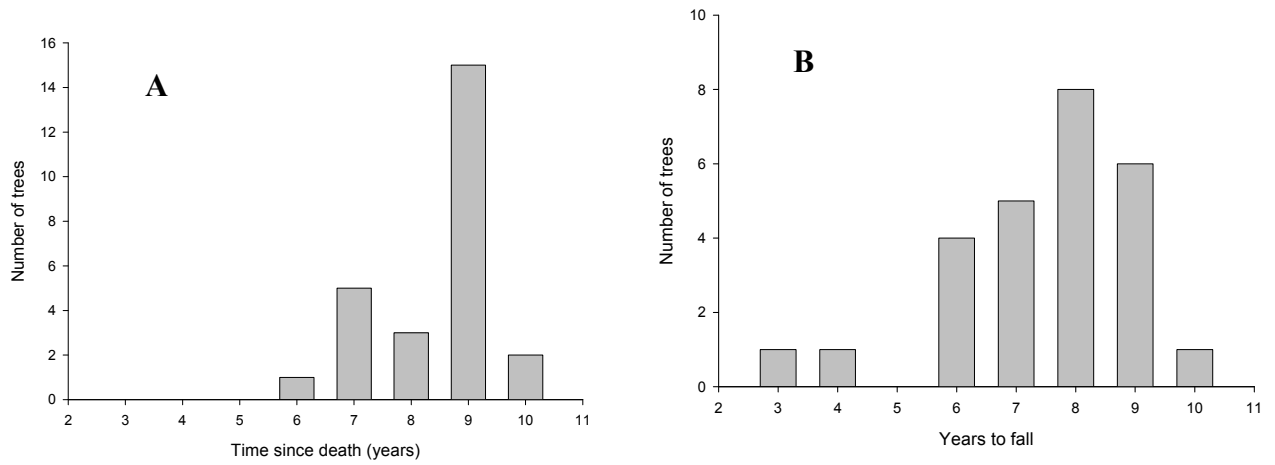 A
Number of trees
16
14
12
10
8
6
4
2
0
2 3 4 5 6 7 8 9 10 11
Time since death (years)
B
Number of trees
10
8
6
4
2
0
2 3 4 5 6 7 8 9 10 11
Years to fall